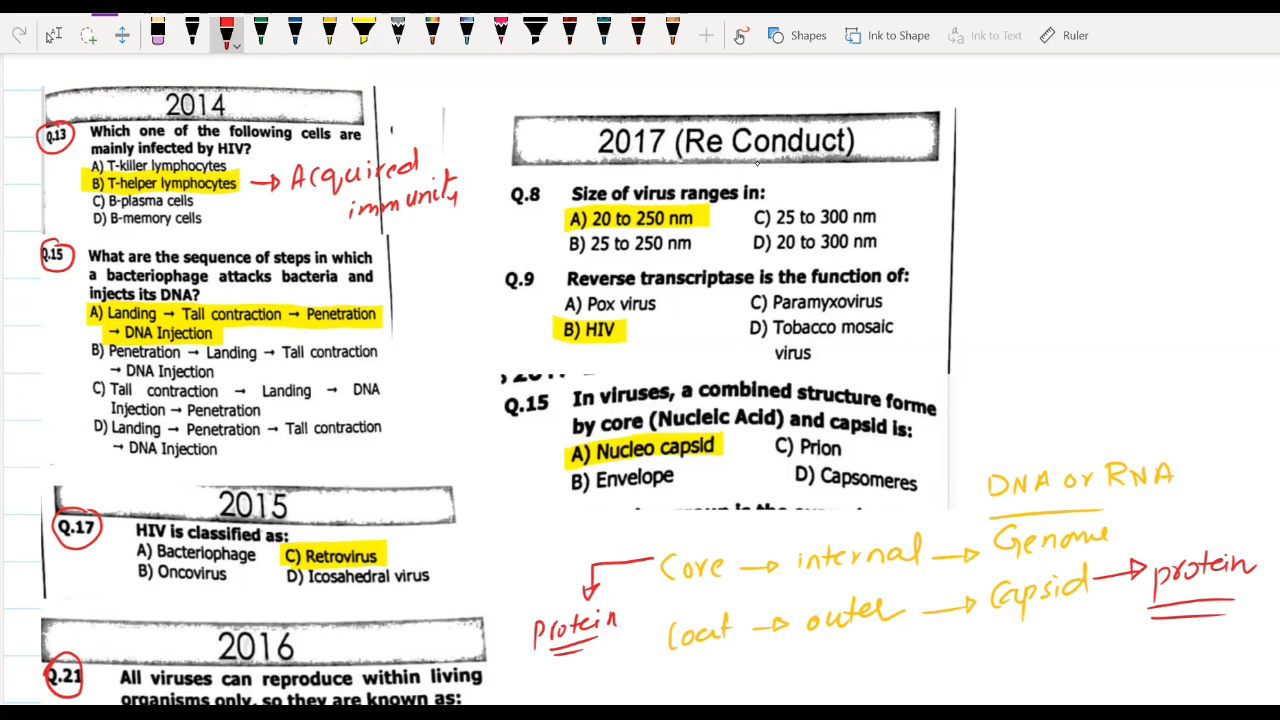 Shapes
Ink to Shape
Ink to Text
Ruler
2014
Q.13 Which one of the following cells are
mainly infected by HIV?
A) T-killer lymphocytes
B) T-helper lymphocytes → Acquired
immunity
C) B-plasma cells
D) B-memory cells
Q.15 What are the sequence of steps in which
a bacteriophage attacks bacteria and
injects its DNA?
A) Landing → Tall contraction → Penetration
→ DNA Injection
B) Penetration → Landing → Tall contraction
→ DNA Injection
C) Tall contraction → Landing → DNA
Injection → Penetration
D) Landing → Penetration → Tall contraction
→ DNA Injection
2015
Q.17 HIV is classified as:
A) Bacteriophage C) Retrovirus
B) Oncovirus D) Icosahedral virus
2016
Q.21 All viruses can reproduce within living
organisms only, so they are known as:
2017 (Re Conduct)
Q.8 Size of virus ranges in:
A) 20 to 250 nm C) 25 to 300 nm
B) 25 to 250 nm D) 20 to 300 nm
Q.9 Reverse transcriptase is the function of:
A) Pox virus C) Paramyxovirus
B) HIV D) Tobacco mosaic
virus
Q.15 In viruses, a combined structure forme
by core (Nucleic Acid) and capsid is:
A) Nucleo capsid C) Prion
B) Envelope D) Capsomeres
DNA or RNA
Core → internal → Genome
Protein
Coat → outer → Capsid → protein